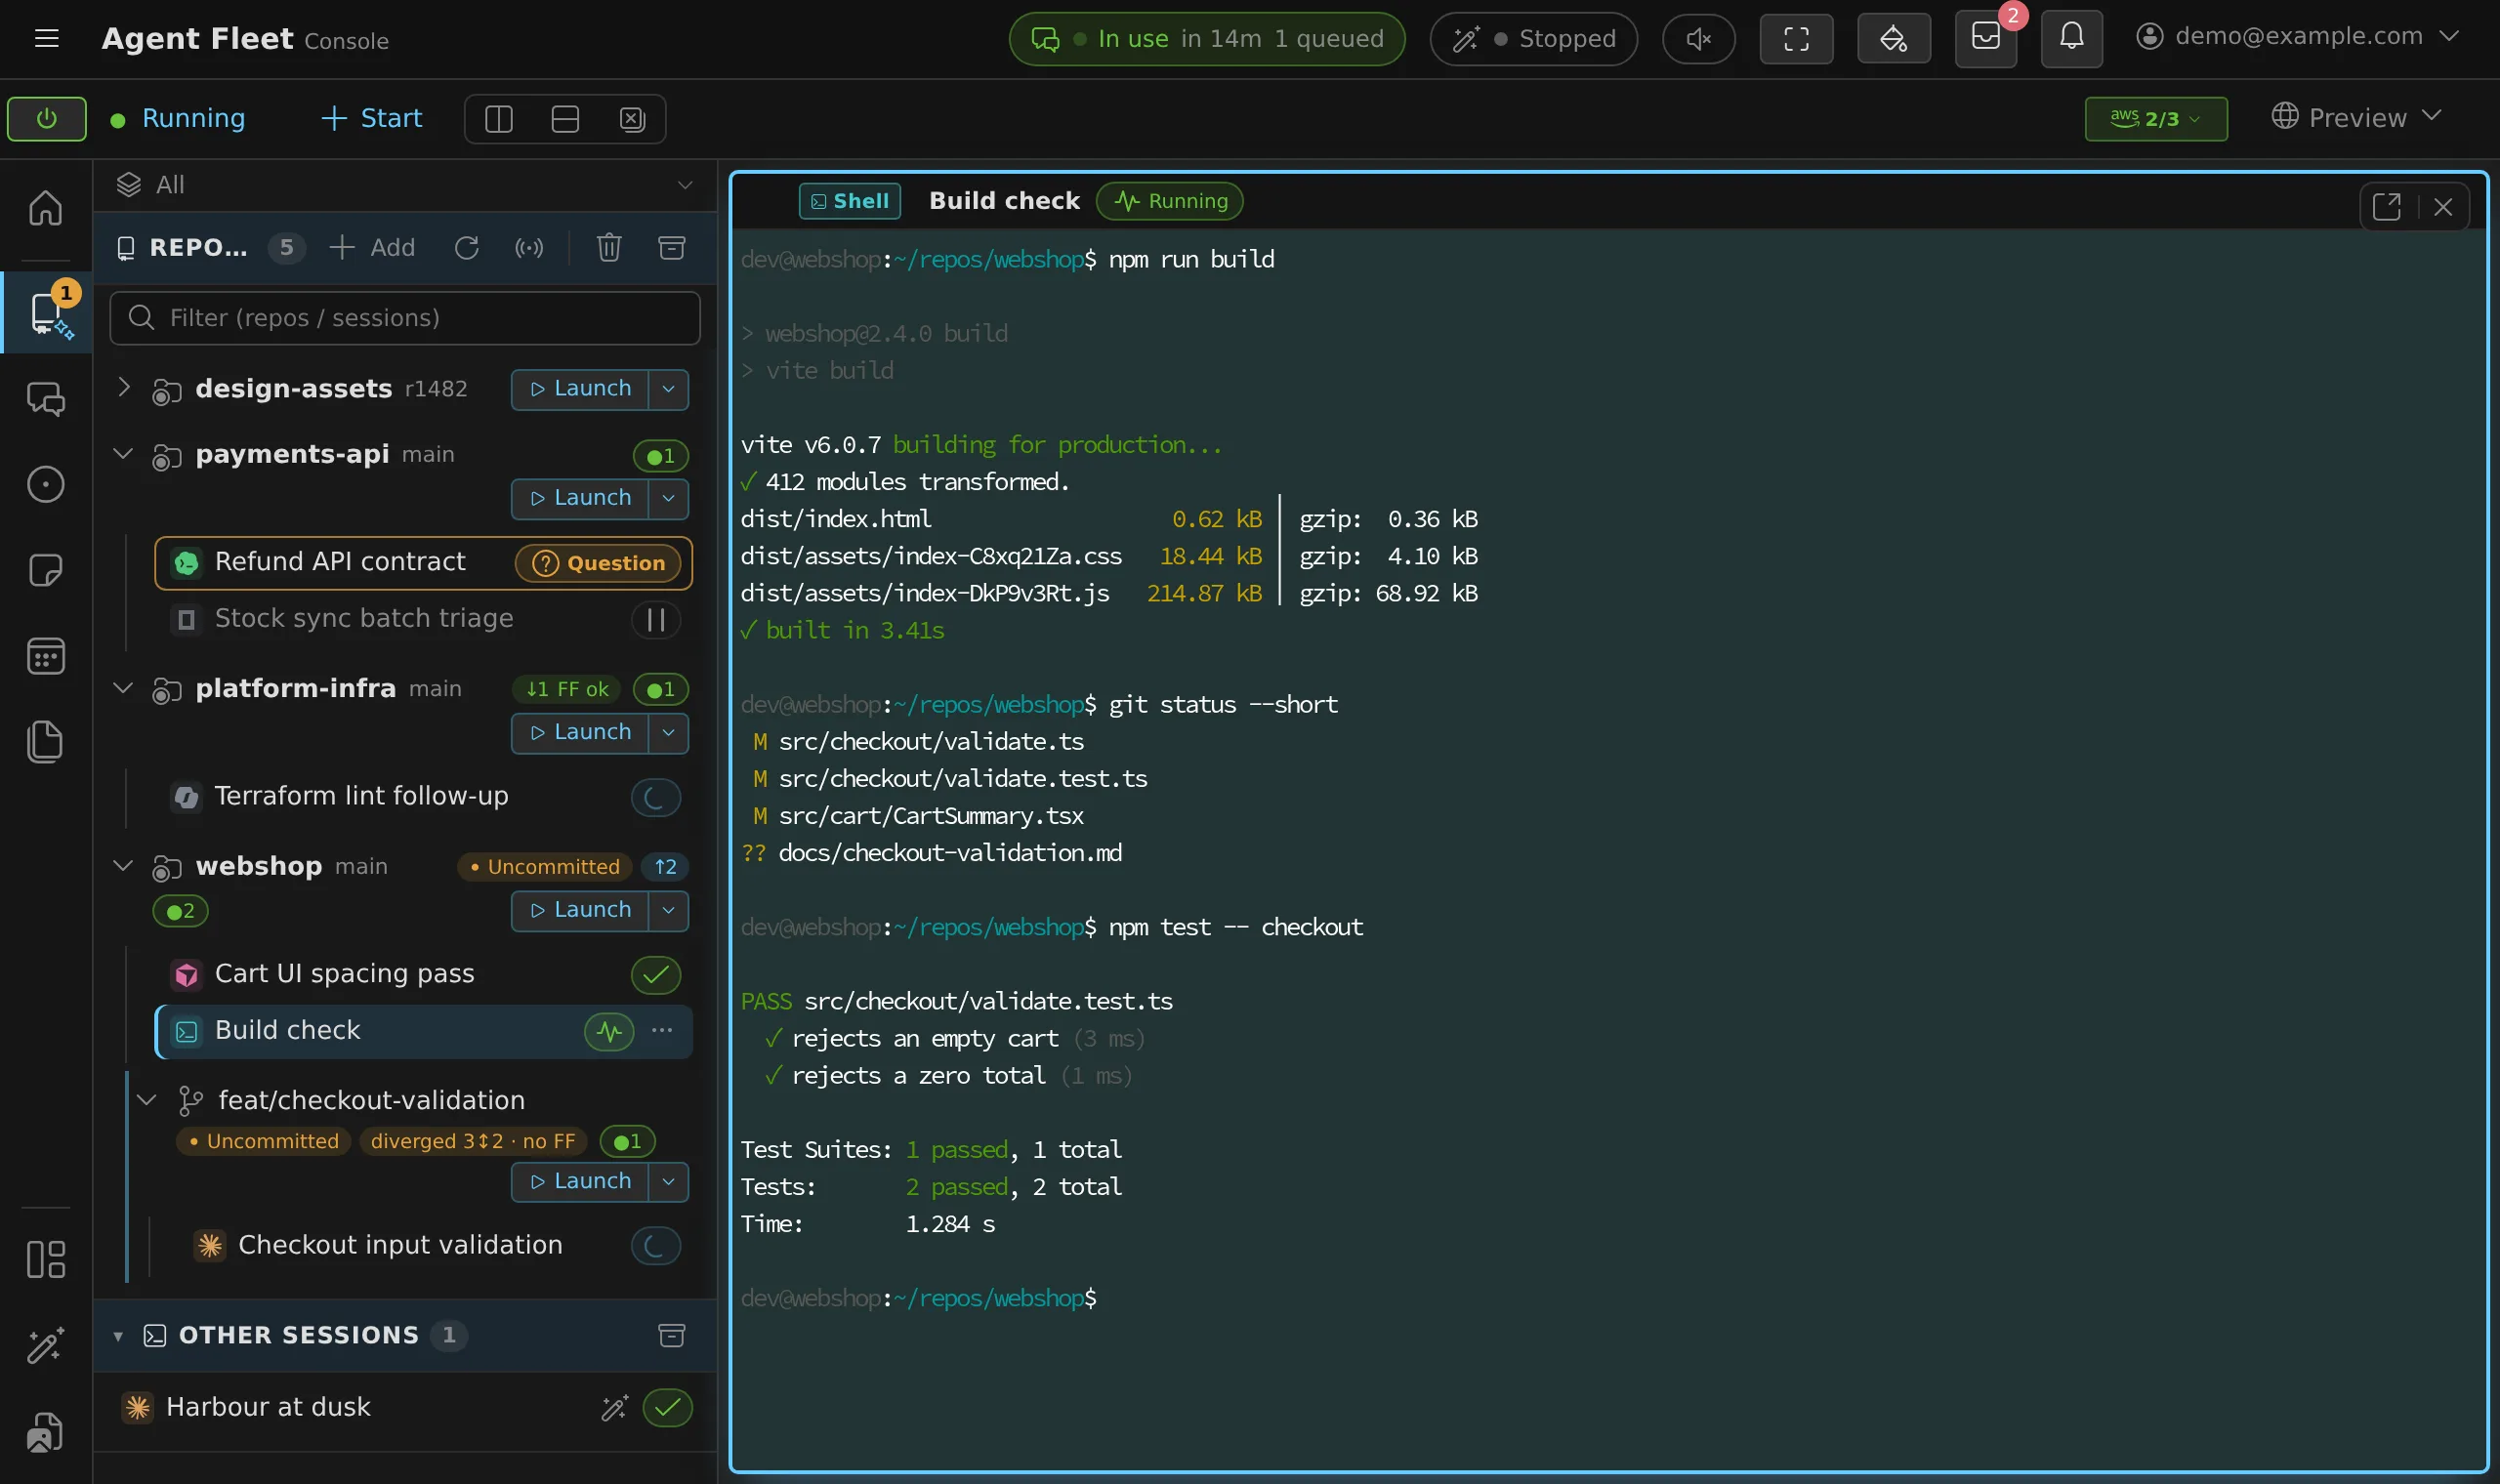 Agent Fleet Console
In use in 14m 1 queued
Stopped
2
demo@example.com
Running
+ Start
aws 2/3
Preview
All
REPO... 5 + Add
1
Filter (repos / sessions)
design-assets r1482
Launch
payments-api main
1
Launch
Refund API contract
Question
Stock sync batch triage
platform-infra main
↓1 FF ok
1
Launch
Terraform lint follow-up
webshop main
• Uncommitted
↑2
2
Launch
Cart UI spacing pass
Build check
...
feat/checkout-validation
• Uncommitted
diverged 3↕2 · no FF
1
Launch
Checkout input validation
OTHER SESSIONS 1
Harbour at dusk
Shell
Build check
Running
dev@webshop:~/repos/webshop$ npm run build
> webshop@2.4.0 build
> vite build
vite v6.0.7 building for production...
✓ 412 modules transformed.
dist/index.html 0.62 kB │ gzip: 0.36 kB
dist/assets/index-C8xq21Za.css 18.44 kB │ gzip: 4.10 kB
dist/assets/index-DkP9v3Rt.js 214.87 kB │ gzip: 68.92 kB
✓ built in 3.41s
dev@webshop:~/repos/webshop$ git status --short
M src/checkout/validate.ts
M src/checkout/validate.test.ts
M src/cart/CartSummary.tsx
?? docs/checkout-validation.md
dev@webshop:~/repos/webshop$ npm test -- checkout
PASS src/checkout/validate.test.ts
✓ rejects an empty cart (3 ms)
✓ rejects a zero total (1 ms)
Test Suites: 1 passed, 1 total
Tests: 2 passed, 2 total
Time: 1.284 s
dev@webshop:~/repos/webshop$